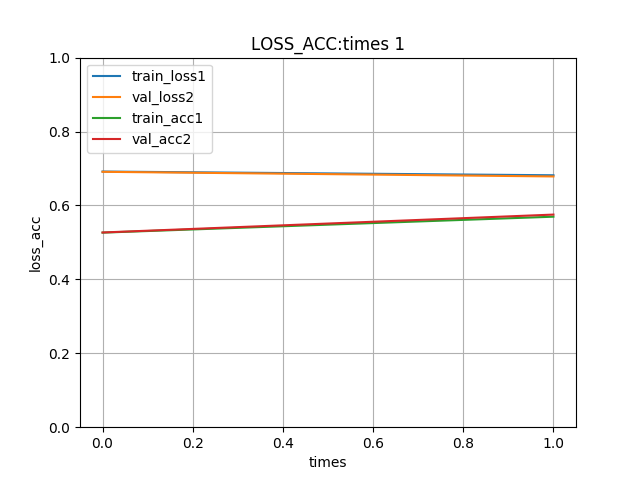 LOSS_ACC:times 1
1.0
0.8
0.6
0.4
0.2
0.0
loss_acc
train_loss1
val_loss2
train_acc1
val_acc2
0.0 0.2 0.4 0.6 0.8 1.0
times